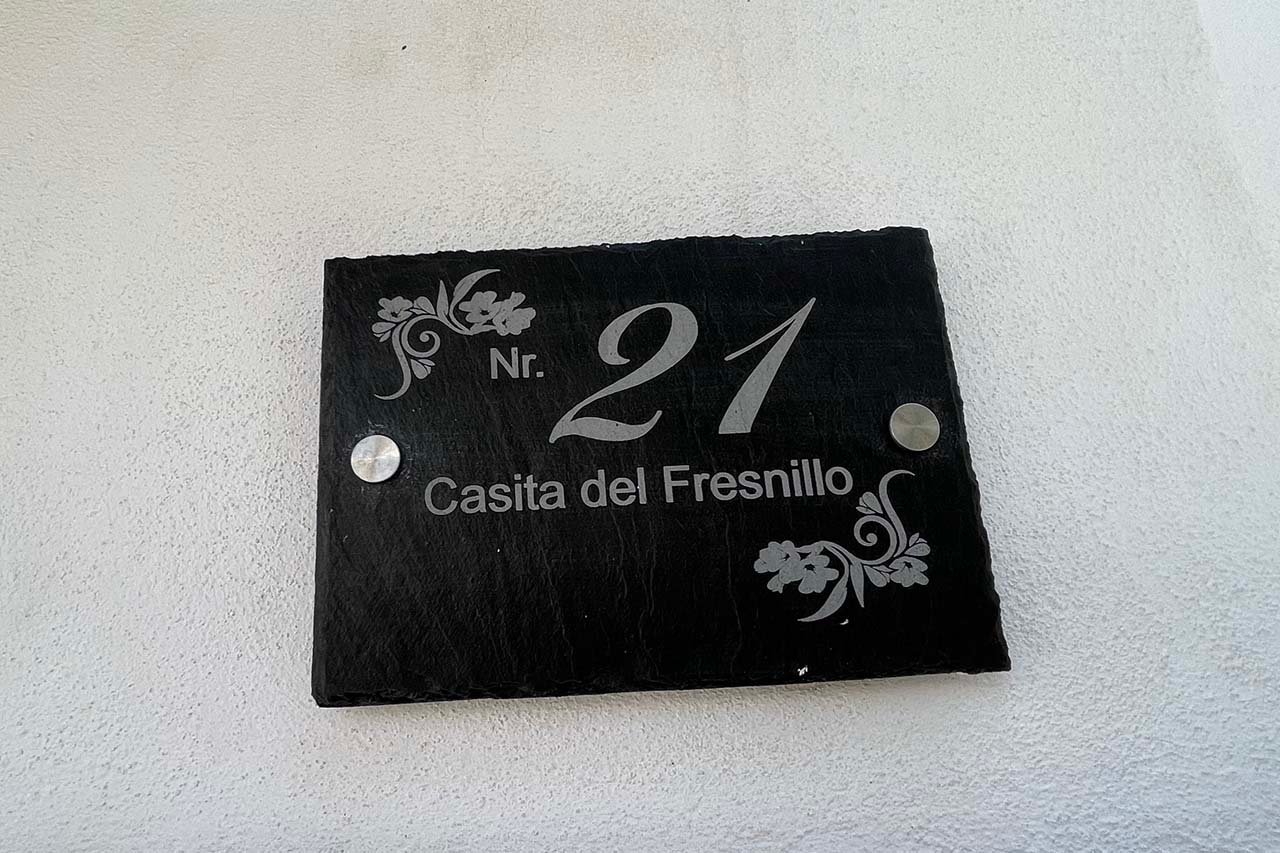 Nr. 21
Casita del Fresnillo